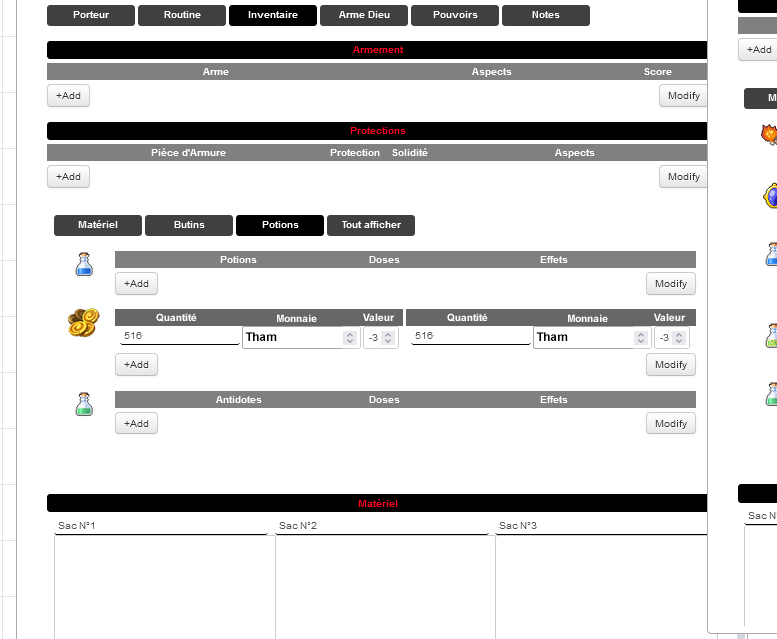 Porteur Routine Inventaire Arme Dieu Pouvoirs Notes
Armement
Arme Aspects Score
+Add Modify +Add
Protections
Pièce d'Armure Protection Solidité Aspects
+Add Modify
Matériel Butins Potions Tout afficher
Potions Doses Effets
+Add Modify
Quantité Monnaie Valeur Quantité Monnaie Valeur
516 Tham -3 516 Tham -3
+Add Modify
Antidotes Doses Effets
+Add Modify
Matériel
Sac N°1 Sac N°2 Sac N°3